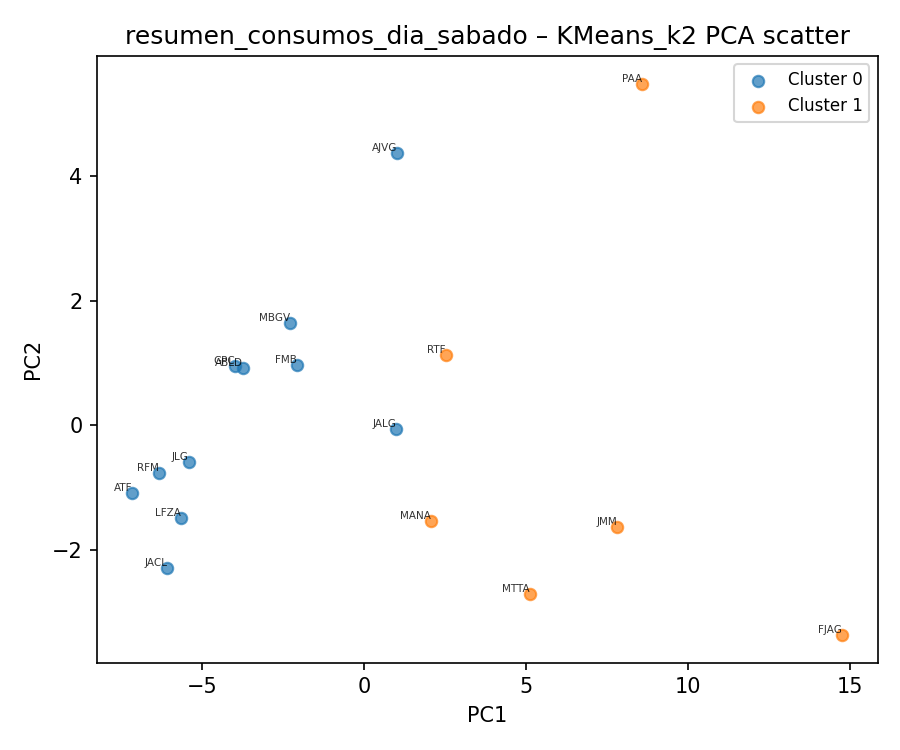 resumen_consumos_dia_sabado – KMeans_k2 PCA scatter
Cluster 0
Cluster 1
PAA
AJVG
4
2
MBGV
RTF
FMB
ABLD
PC2
0
JALG
JLG
RFM
ATF
LFZA
MANA
JMM
−2
JACL
MTTA
FJAG
−5
0
5
10
15
PC1